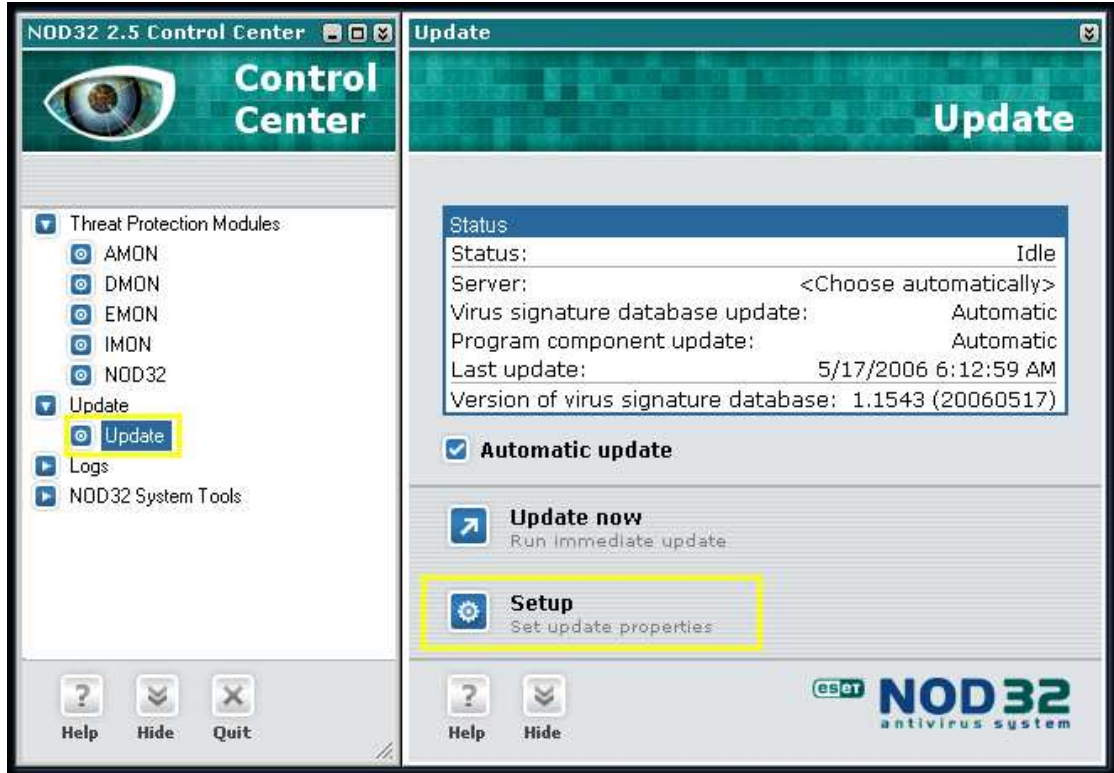 NOD32 2.5 Control Center
Control
Center
Threat Protection Modules
AMON
DMON
EMON
IMON
NOD32
Update
Update
Logs
NOD32 System Tools
? 
Help
Hide
Quit
Update
Update
Status
Status: Idle
Server: <Choose automatically>
Virus signature database update: Automatic
Program component update: Automatic
Last update: 5/17/2006 6:12:59 AM
Version of virus signature database: 1.1543 (20060517)
Automatic update
Update now
Run immediate update
Setup
Set update properties
?
Help
Hide
eset NOD32
antivirus system